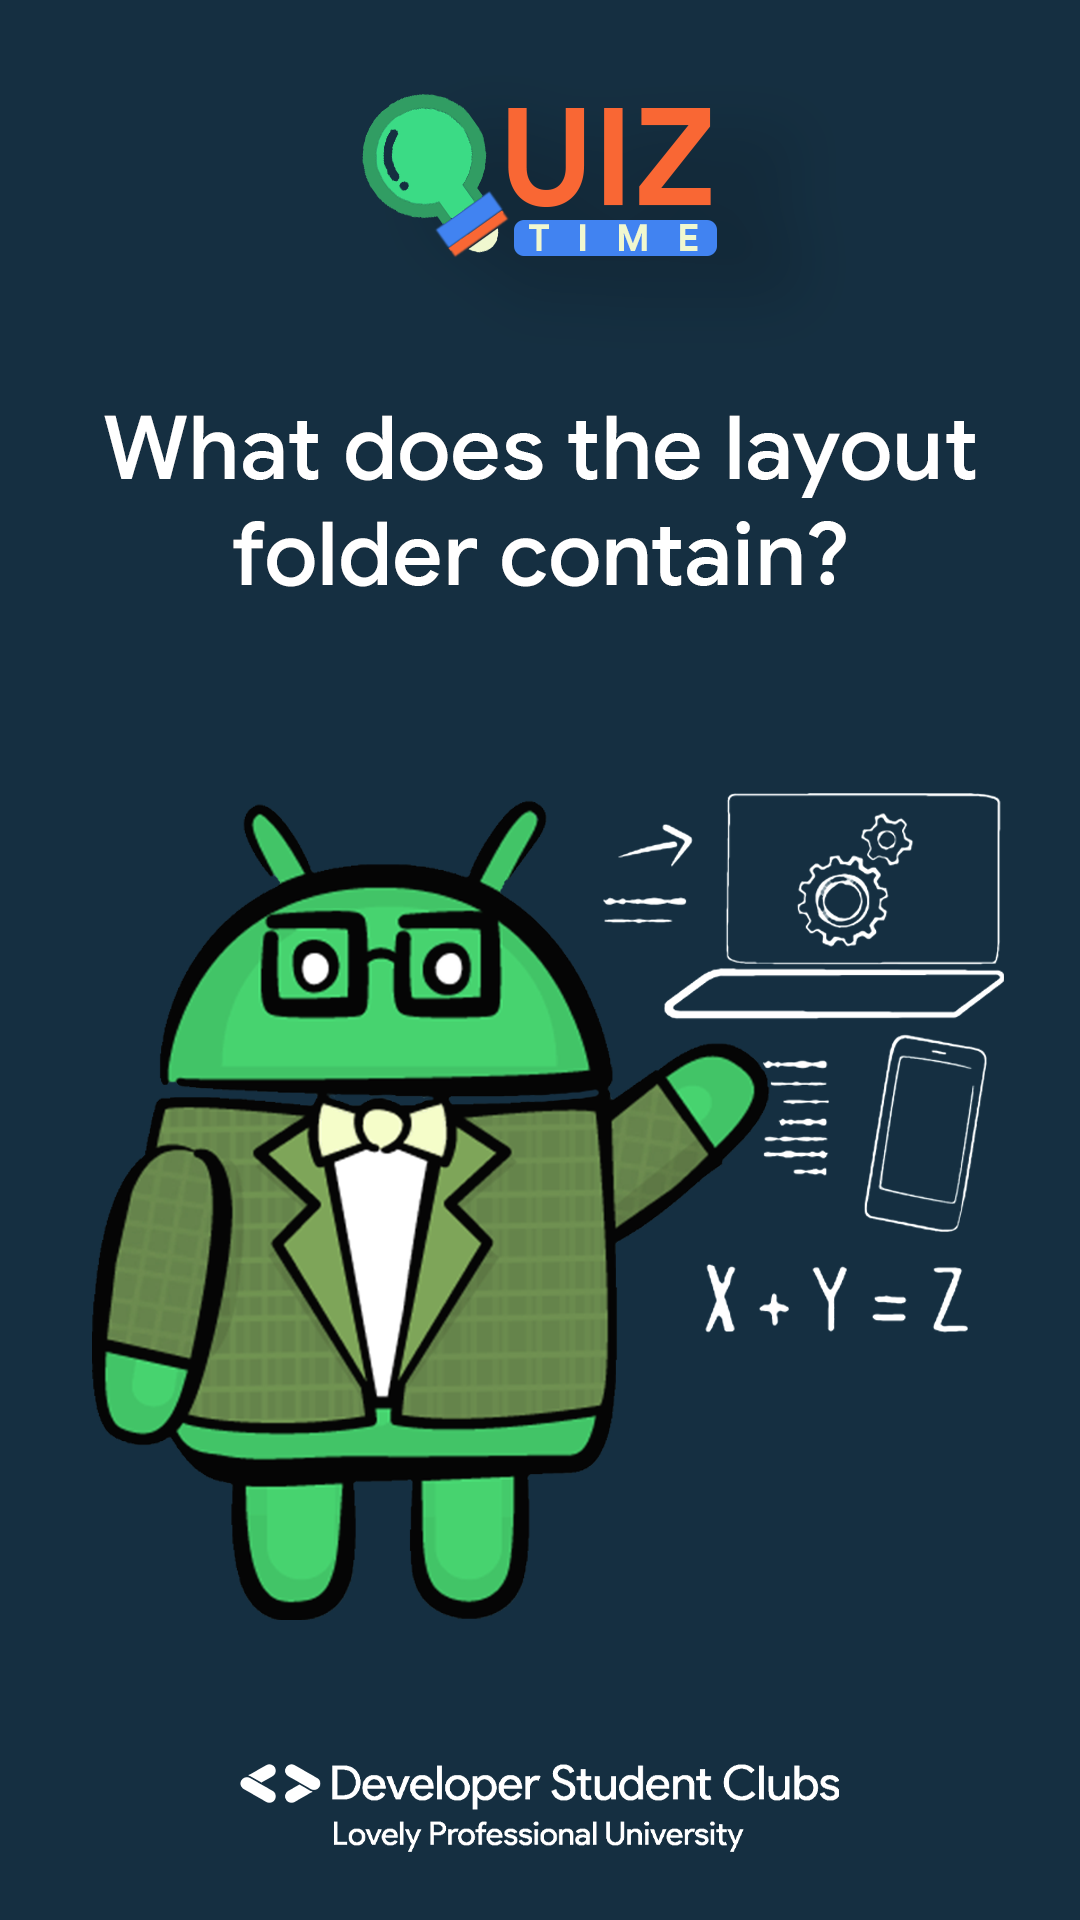 QUIZ
TIME
What does the layout
folder contain?
X + Y = Z
Developer Student Clubs
Lovely Professional University